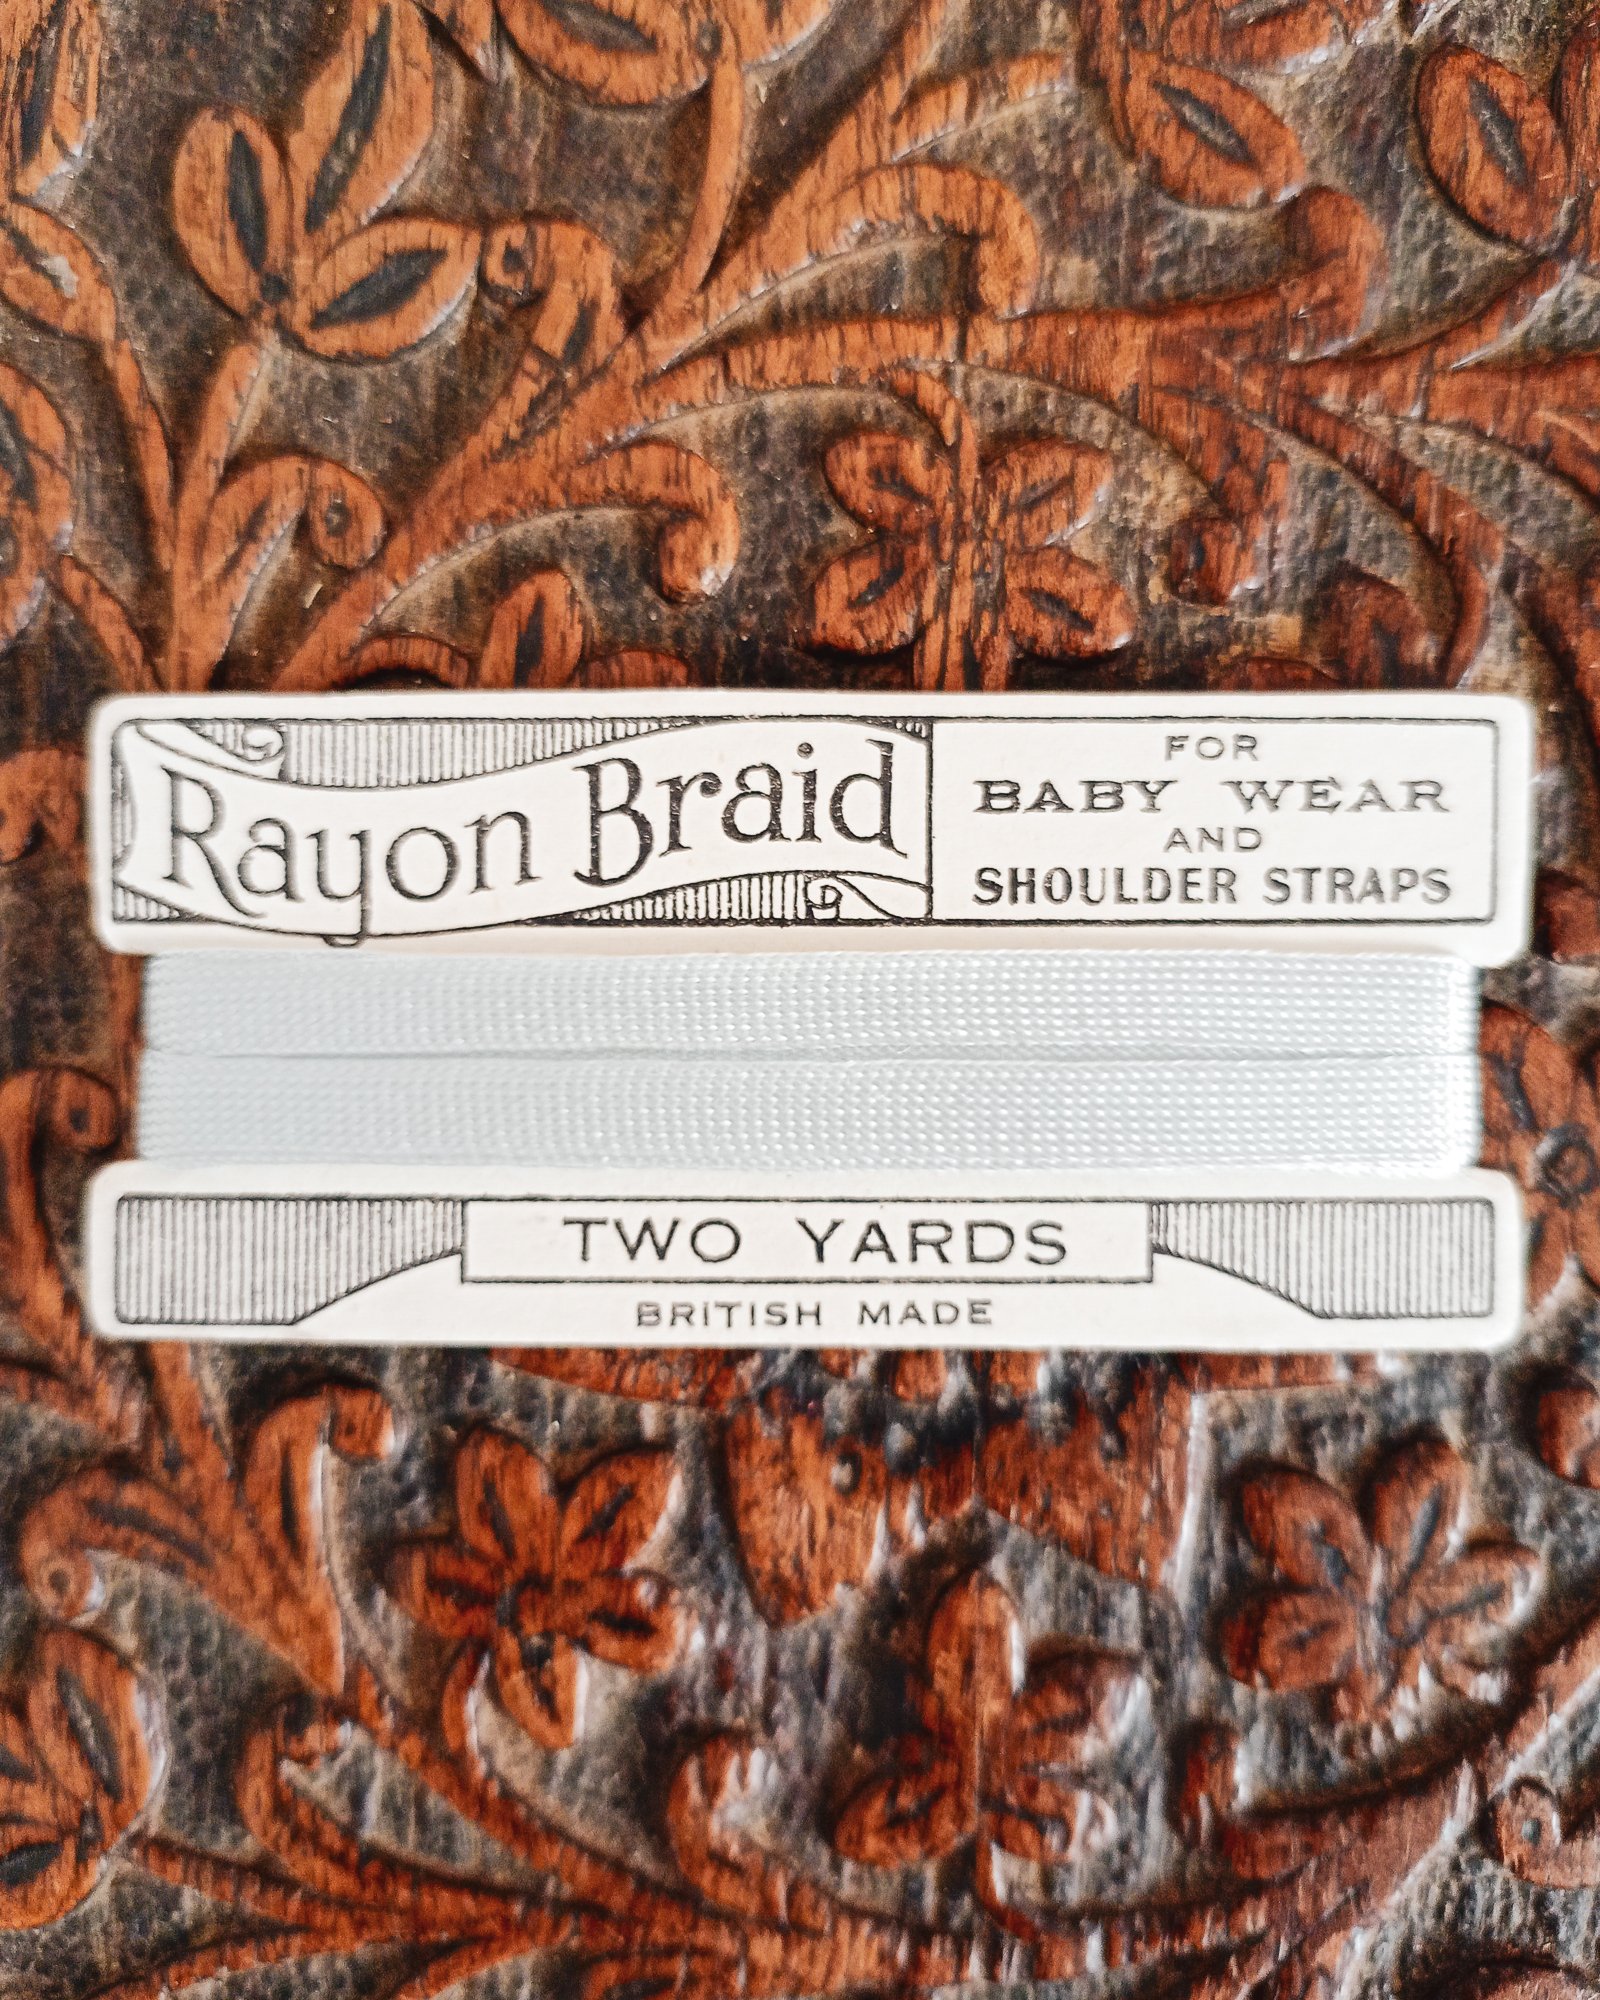 Rayon Braid
FOR
BABY WEAR
AND
SHOULDER STRAPS
TWO YARDS
BRITISH MADE